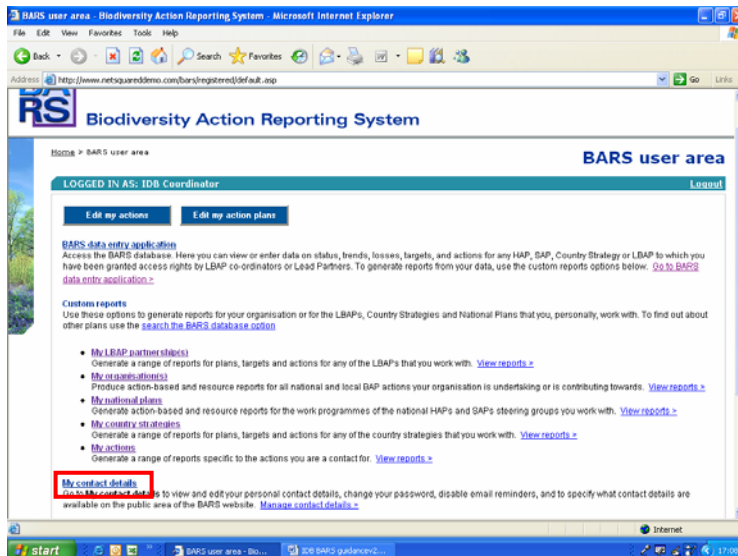 BARS user area - Biodiversity Action Reporting System - Microsoft Internet Explorer
File Edit View Favorites Tools Help
Back Search Favorites
Address http://www.netsquareddemo.com/bars/registered/default.asp Go Links
BARS
Biodiversity Action Reporting System
Home > BARS user area
BARS user area
LOGGED IN AS: IDB Coordinator Logout
Edit my actions Edit my action plans
BARS data entry application
Access the BARS database. Here you can view or enter data on status, trends, losses, targets, and actions for any HAP, SAP, Country Strategy or LBAP to which you
have been granted access rights by LBAP co-ordinators or Lead Partners. To generate reports from your data, use the custom reports options below. Go to BARS
data entry application >
Custom reports
Use these options to generate reports for your organisation or for the LBAPs, Country Strategies and National Plans that you, personally, work with. To find out about
other plans use the search the BARS database option
• My LBAP partnership(s)
Generate a range of reports for plans, targets and actions for any of the LBAPs that you work with. View reports >
• My organisation(s)
Produce action-based and resource reports for all national and local BAP actions your organisation is undertaking or is contributing towards. View reports >
• My national plans
Generate action-based and resource reports for the work programmes of the national HAPs and SAPs steering groups you work with. View reports >
• My country strategies
Generate a range of reports for plans, targets and actions for any of the country strategies that you work with. View reports >
• My actions
Generate a range of reports specific to the actions you are a contact for. View reports >
My contact details
Go to My contact details to view and edit your personal contact details, change your password, disable email reminders, and to specify what contact details are
available on the public area of the BARS website. Manage contact details >
Internet
start BARS user area - Bio... IDB BARS guidancev2... 17:09